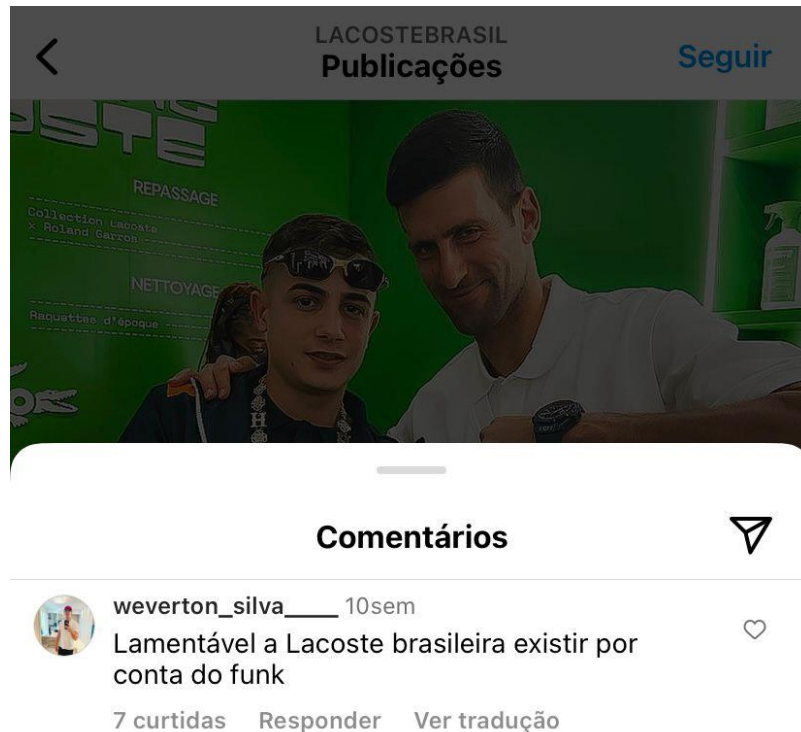 LACOSTEBRASIL
Publicações
Seguir
OSTE
REPASSAGE
Collection Lacoste
x Roland Garros
NETTOYAGE
Raquettes d'époque
H
Comentários
weverton_silva____ 10sem
Lamentável a Lacoste brasileira existir por
conta do funk
7 curtidas Responder Ver tradução